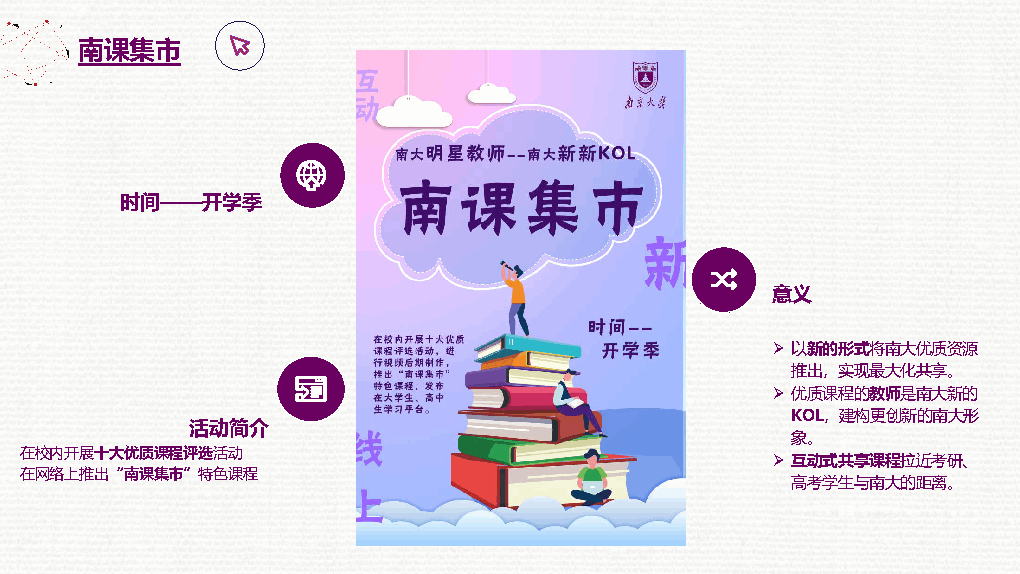 南课集市
时间——开学季
活动简介
在校内开展十大优质课程评选活动
在网络上推出“南课集市”特色课程
互
动
南京大学
南大明星教师--南大新新KOL
南课集市
新
时间--
开学季
在校内开展十大优质
课程评选活动，进
行视频后期制作，
推出“南课集市”
特色课程，发布
在大学生、高中
生学习平台。
线
上
意义
以新的形式将南大优质资源
推出，实现最大化共享。
优质课程的教师是南大新的
KOL，建构更创新的南大形
象。
互动式共享课程拉近考研、
高考学生与南大的距离。